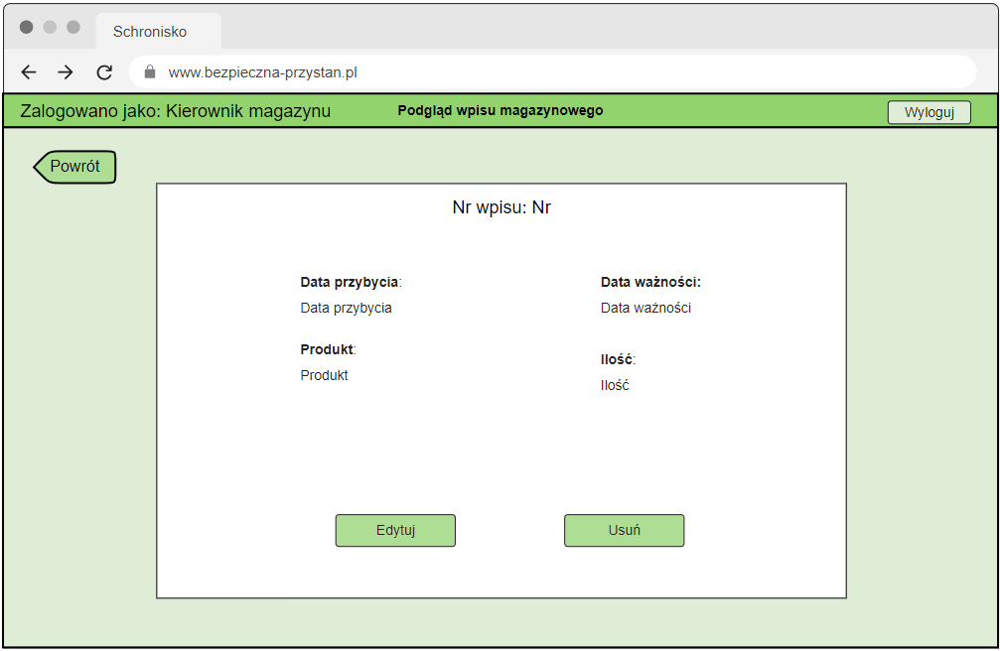 Schronisko
www.bezpieczna-przystan.pl
Zalogowano jako: Kierownik magazynu
Podgląd wpisu magazynowego
Wyloguj
Powrót
Nr wpisu: Nr
Data przybycia:
Data przybycia
Data ważności:
Data ważności
Produkt:
Produkt
Ilość:
Ilość
Edytuj
Usuń